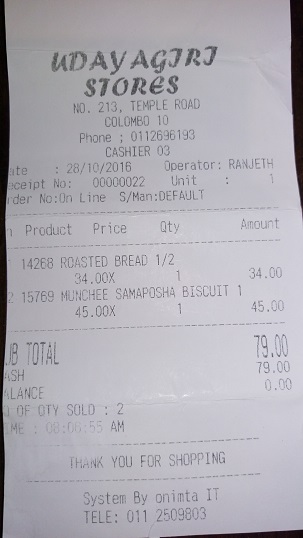 UDAYAGIRI
STORES
NO. 213, TEMPLE ROAD
COLOMBO 10
Phone ; 0112696193
CASHIER 03
ate : 28/10/2016 Operator: RANJETH
eceipt No: 00000022 Unit : 1
rder No:On Line S/Man:DEFAULT
n Product Price Qty Amount
1 14268 ROASTED BREAD 1/2
34.00X 1 34.00
2 15769 MUNCHEE SAMAPOSHA BISCUIT 1
45.00X 1 45.00
UB TOTAL 79.00
ASH 79.00
ALANCE 0.00
O OF QTY SOLD : 2
IME : 08:06:55 AM
THANK YOU FOR SHOPPING
System By onimta IT
TELE: 011 2509803